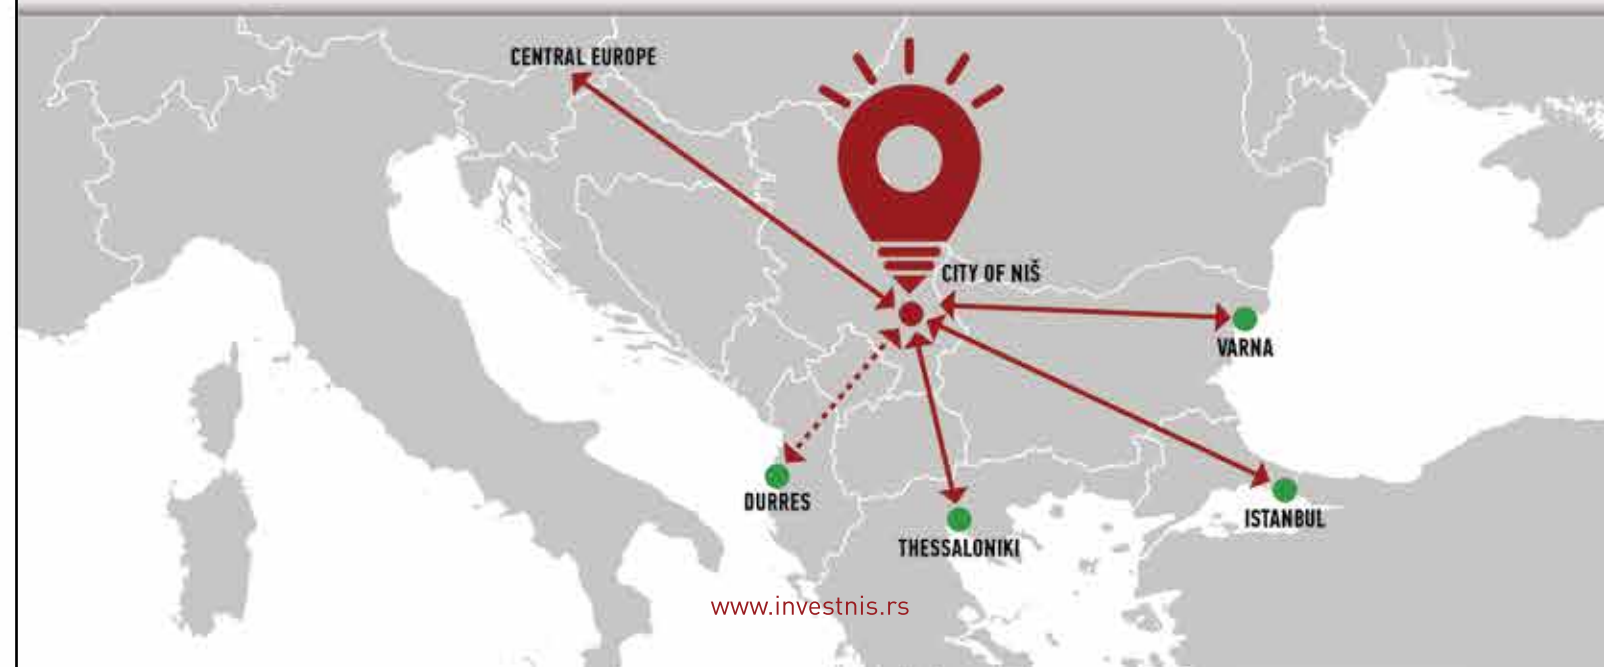 CENTRAL EUROPE
CITY OF NIŠ
VARNA
DURRES
ISTANBUL
THESSALONIKI
www.investnis.rs